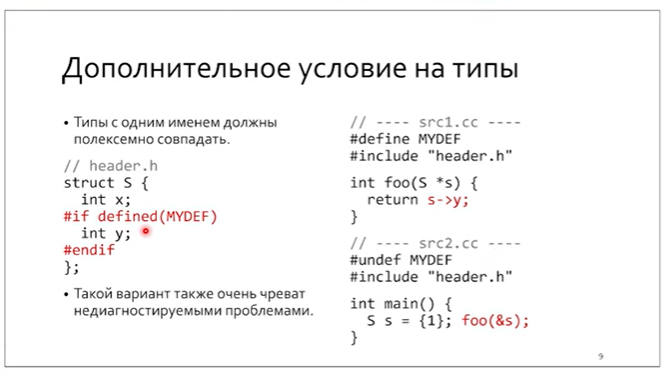 Дополнительное условие на типы
• Типы с одним именем должны
полексемно совпадать.
// header.h
struct S {
int x;
#if defined(MYDEF)
int y;
#endif
};
• Такой вариант также очень чреват
недиагностируемыми проблемами.
// ---- src1.cc ----
#define MYDEF
#include "header.h"
int foo(S *s) {
return s->y;
}
// ---- src2.cc ----
#undef MYDEF
#include "header.h"
int main() {
S s = {1}; foo(&s);
}
9